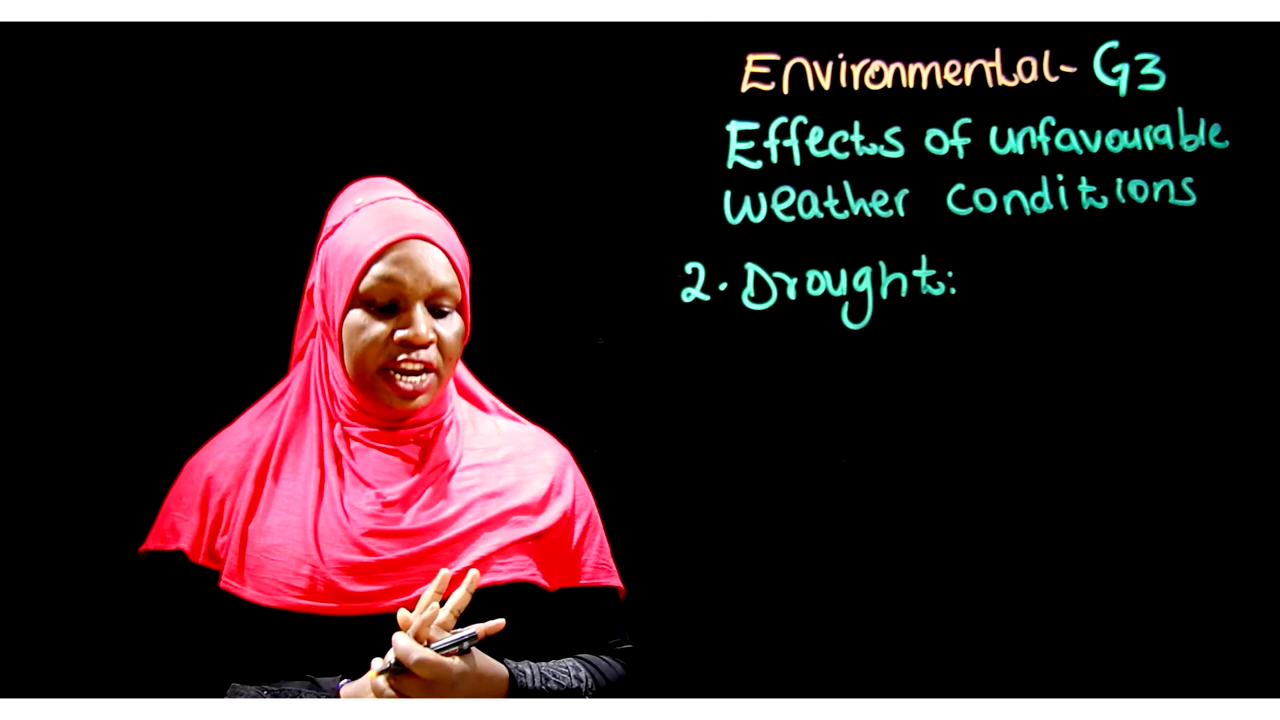 Environmental- G3
Effects of unfavourable
weather conditions
2. Drought: